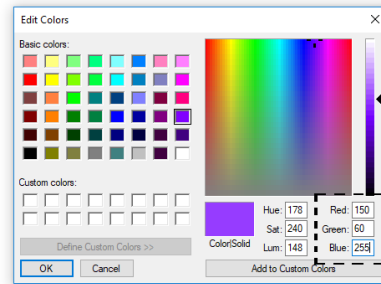 Edit Colors
Basic colors:
Custom colors:
Define Custom Colors >>
OK Cancel
Color|Solid
Hue: 178 Red: 150
Sat: 240 Green: 60
Lum: 148 Blue: 255
Add to Custom Colors